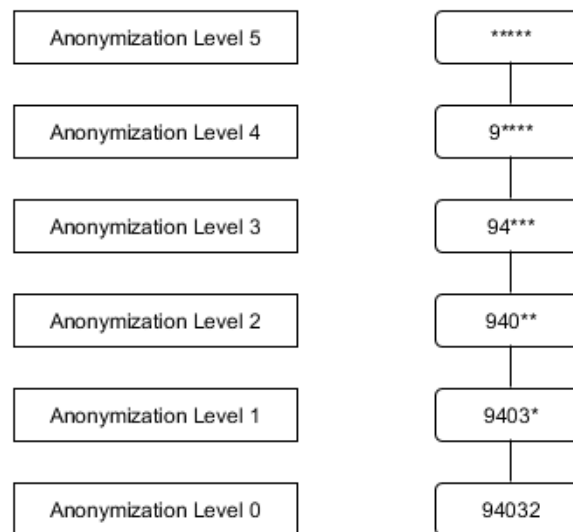 Anonymization Level 5 *****
Anonymization Level 4 9****
Anonymization Level 3 94***
Anonymization Level 2 940**
Anonymization Level 1 9403*
Anonymization Level 0 94032